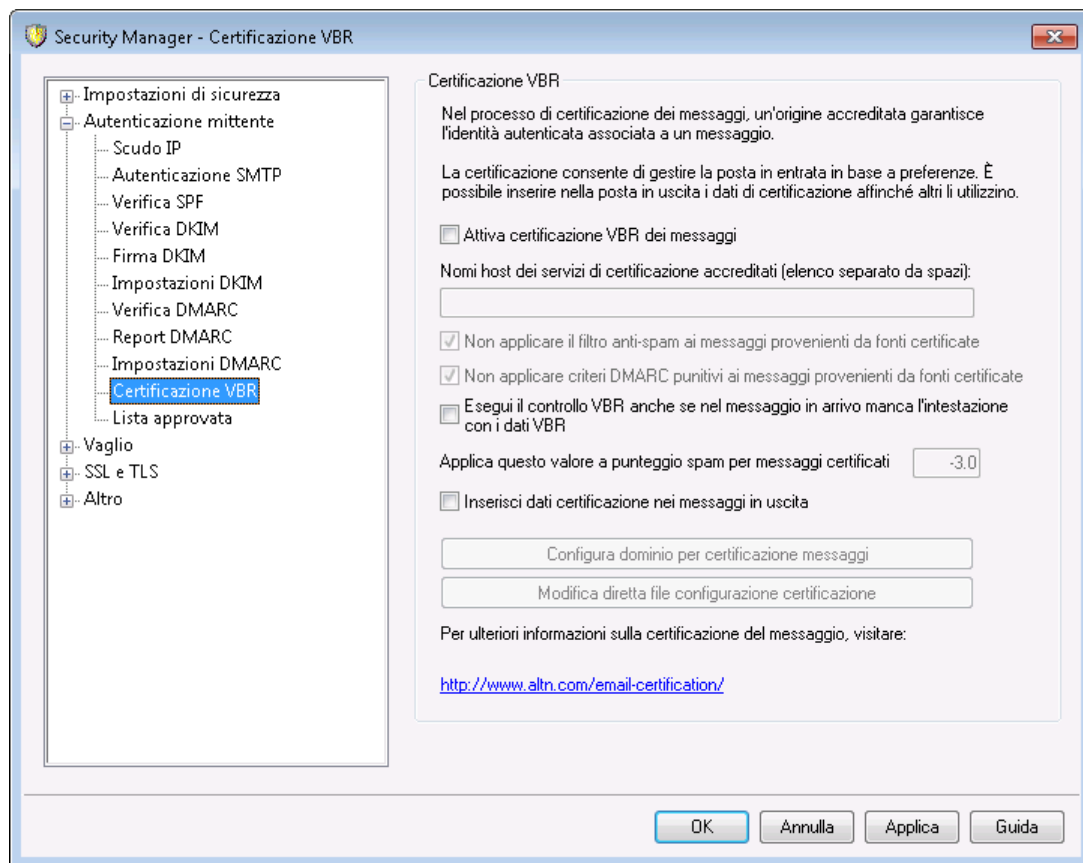 Security Manager - Certificazione VBR
Impostazioni di sicurezza
Autenticazione mittente
Scudo IP
Autenticazione SMTP
Verifica SPF
Verifica DKIM
Firma DKIM
Impostazioni DKIM
Verifica DMARC
Report DMARC
Impostazioni DMARC
Certificazione VBR
Lista approvata
Vaglio
SSL e TLS
Altro
Certificazione VBR
Nel processo di certificazione dei messaggi, un'origine accreditata garantisce
l'identità autenticata associata a un messaggio.
La certificazione consente di gestire la posta in entrata in base a preferenze. È
possibile inserire nella posta in uscita i dati di certificazione affinché altri li utilizzino.
Attiva certificazione VBR dei messaggi
Nomi host dei servizi di certificazione accreditati (elenco separato da spazi):
Non applicare il filtro anti-spam ai messaggi provenienti da fonti certificate
Non applicare criteri DMARC punitivi ai messaggi provenienti da fonti certificate
Esegui il controllo VBR anche se nel messaggio in arrivo manca l'intestazione
con i dati VBR
Applica questo valore a punteggio spam per messaggi certificati -3.0
Inserisci dati certificazione nei messaggi in uscita
Configura dominio per certificazione messaggi
Modifica diretta file configurazione certificazione
Per ulteriori informazioni sulla certificazione del messaggio, visitare:
http://www.altn.com/email-certification/
OK Annulla Applica Guida